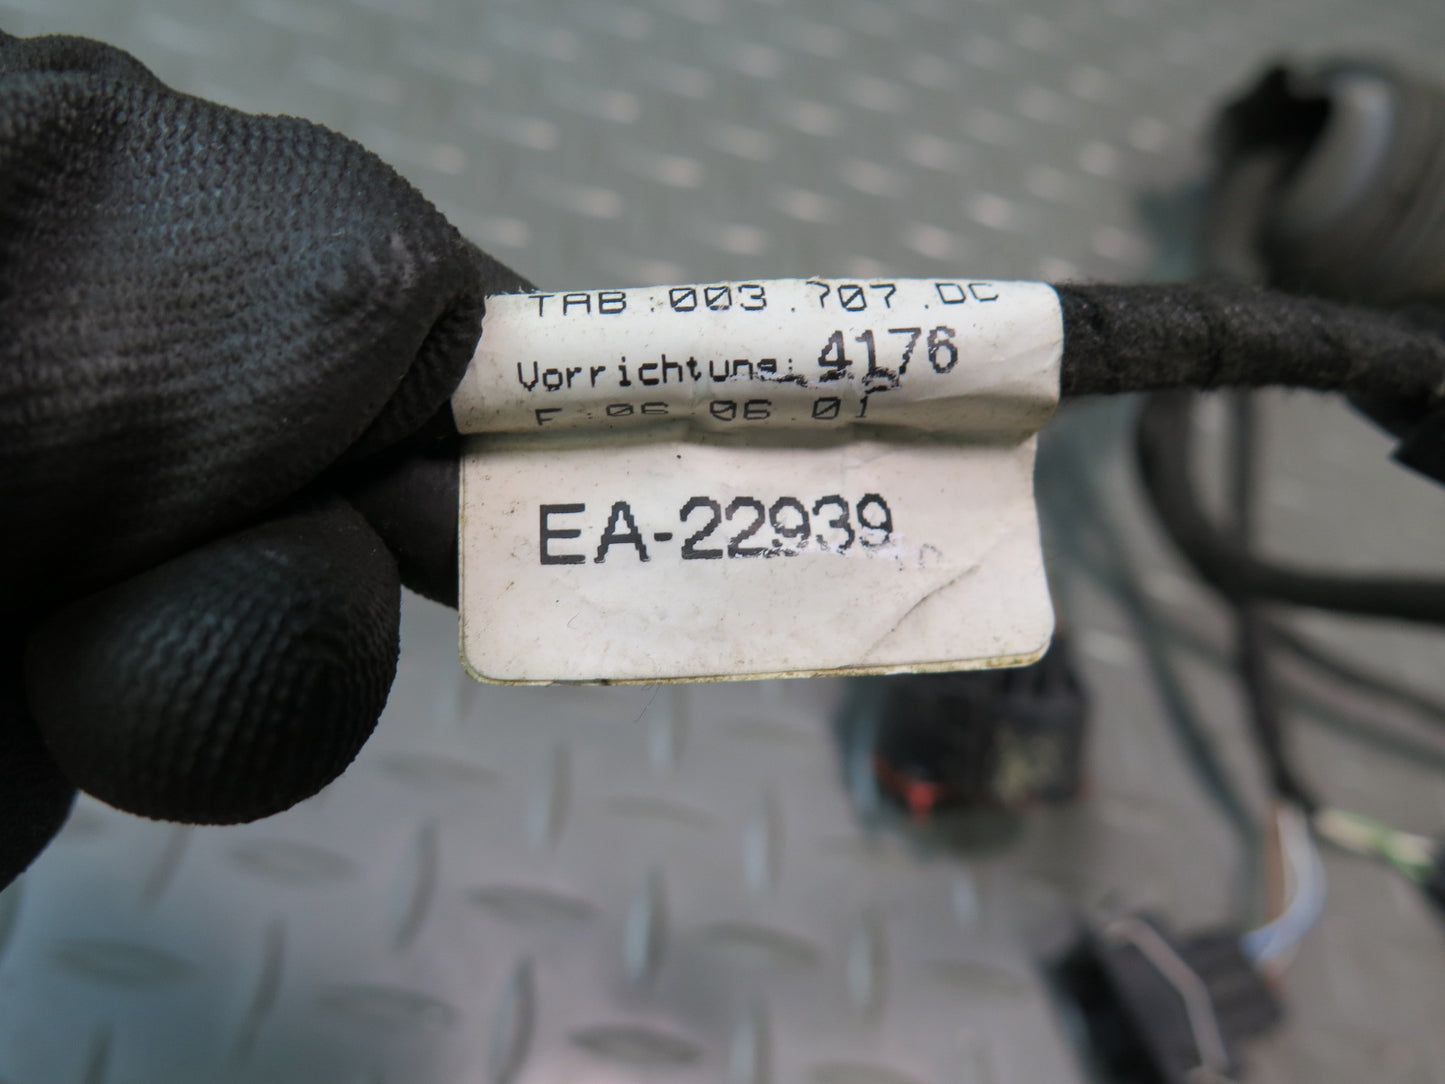 TAB.003.707.DC
Vorrichtung: 4176
F:06.06.01
EA-22939